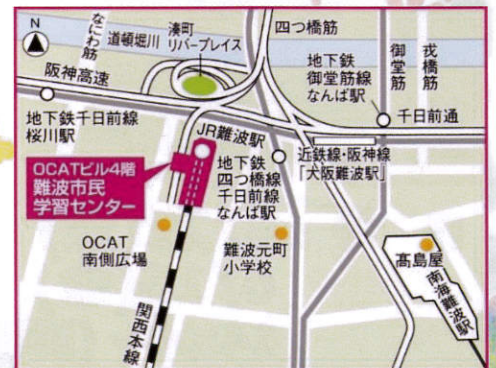 N
なにわ筋
道頓堀川
湊町
リバープレイス
四つ橋筋
阪神高速
地下鉄
御堂筋線
なんば駅
御堂筋
戎橋筋
千日前通
地下鉄千日前線
桜川駅
JR難波駅
近鉄線・阪神線
「大阪難波駅」
OCATビル4階
難波市民
学習センター
地下鉄
四つ橋線
千日前線
なんば駅
OCAT
南側広場
難波元町
小学校
髙島屋
南海難波駅
関西本線